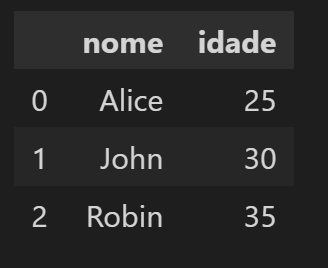 nome idade
0 Alice 25
1 John 30
2 Robin 35